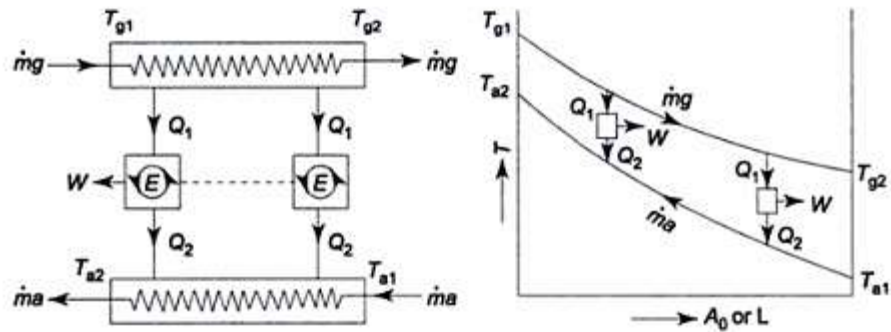 T_g1 T_g2
ṁg ṁg
Q_1 Q_1
W E E
Q_2 Q_2
T_a2 T_a1
ṁa ṁa
T_g1
T_a2
ṁg
Q_1
W
Q_2
T
Q_1
T_g2
W
ṁa
Q_2
T_a1
A_0 or L